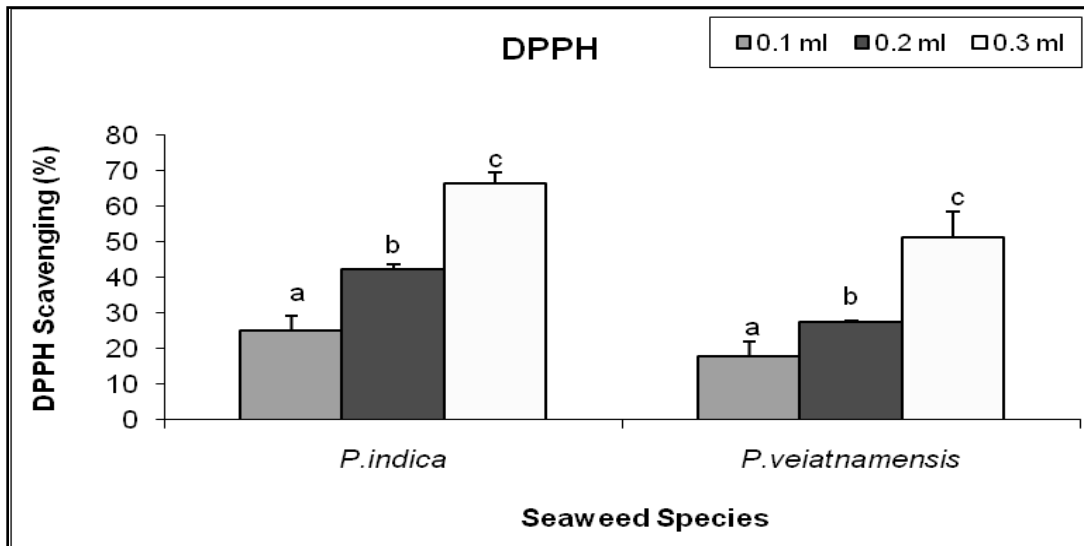 DPPH
0.1 ml 0.2 ml 0.3 ml
DPPH Scavenging (%)
80
70
60
50
40
30
20
10
0
a
b
c
a
b
c
P.indica
P.veiatnamensis
Seaweed Species